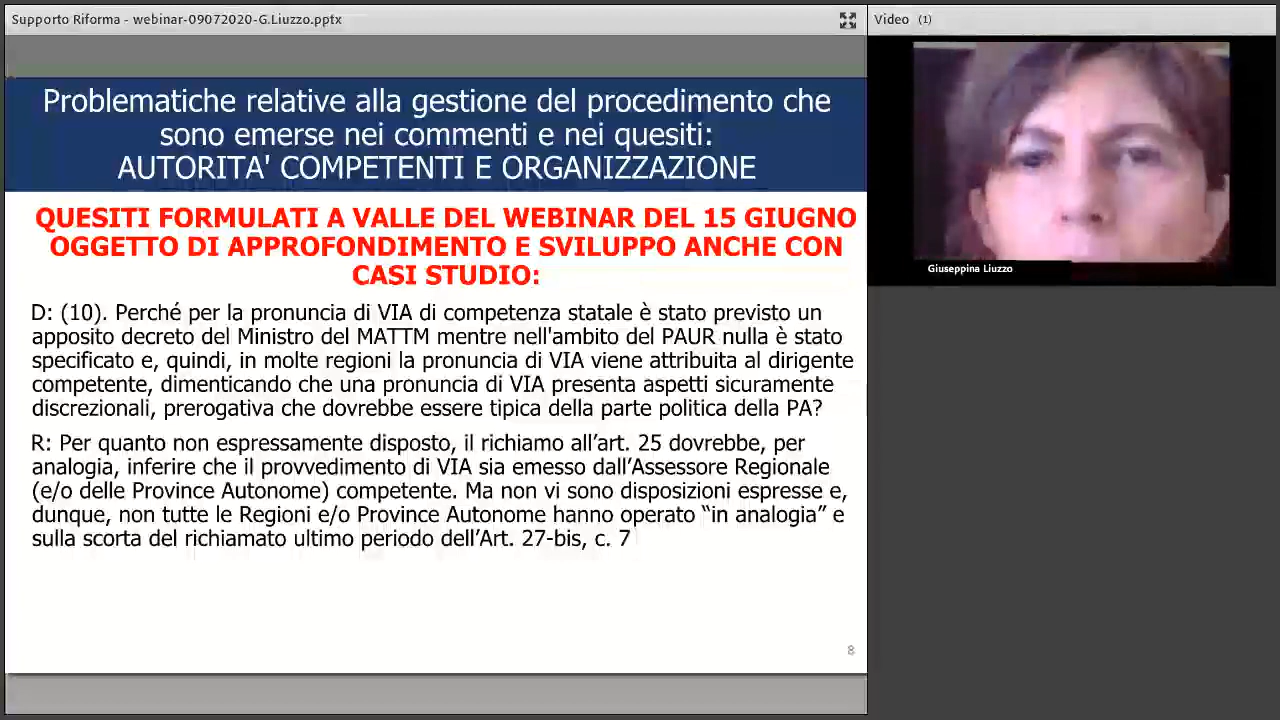 Supporto Riforma - webinar-09072020-G.Liuzzo.pptx
Video (1)
Problematiche relative alla gestione del procedimento che
sono emerse nei commenti e nei quesiti:
AUTORITA' COMPETENTI E ORGANIZZAZIONE
QUESITI FORMULATI A VALLE DEL WEBINAR DEL 15 GIUGNO
OGGETTO DI APPROFONDIMENTO E SVILUPPO ANCHE CON
CASI STUDIO:
D: (10). Perché per la pronuncia di VIA di competenza statale è stato previsto un
apposito decreto del Ministro del MATTM mentre nell'ambito del PAUR nulla è stato
specificato e, quindi, in molte regioni la pronuncia di VIA viene attribuita al dirigente
competente, dimenticando che una pronuncia di VIA presenta aspetti sicuramente
discrezionali, prerogativa che dovrebbe essere tipica della parte politica della PA?
R: Per quanto non espressamente disposto, il richiamo all’art. 25 dovrebbe, per
analogia, inferire che il provvedimento di VIA sia emesso dall’Assessore Regionale
(e/o delle Province Autonome) competente. Ma non vi sono disposizioni espresse e,
dunque, non tutte le Regioni e/o Province Autonome hanno operato “in analogia” e
sulla scorta del richiamato ultimo periodo dell’Art. 27-bis, c. 7
8
Giuseppina Liuzzo